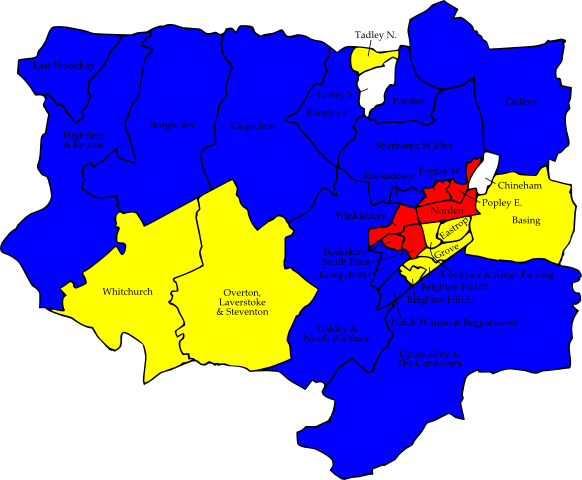 Tadley N.
East Woodhay
Tadley S.
Pamber
Calleva
Baughurst
Burghclere
Kingsclere
Highclere
& Bourne
Sherborne St John
Rooksdown
Popley W.
Chineham
Popley E.
Winklebury
Norden
Basing
Eastrop
Buckskin
South Ham
Grove
Kempshott
Brookvale & Kings Furlong
Brighton Hill N.
Brighton Hill S.
Whitchurch
Overton,
Laverstoke
& Steventon
Hatch Warren & Beggarwood
Oakley &
North Waltham
Upton Grey &
The Candovers